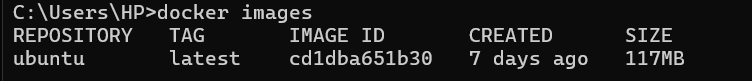 C:\Users\HP>docker images
REPOSITORY   TAG       IMAGE ID       CREATED      SIZE
ubuntu       latest    cd1dba651b30   7 days ago   117MB